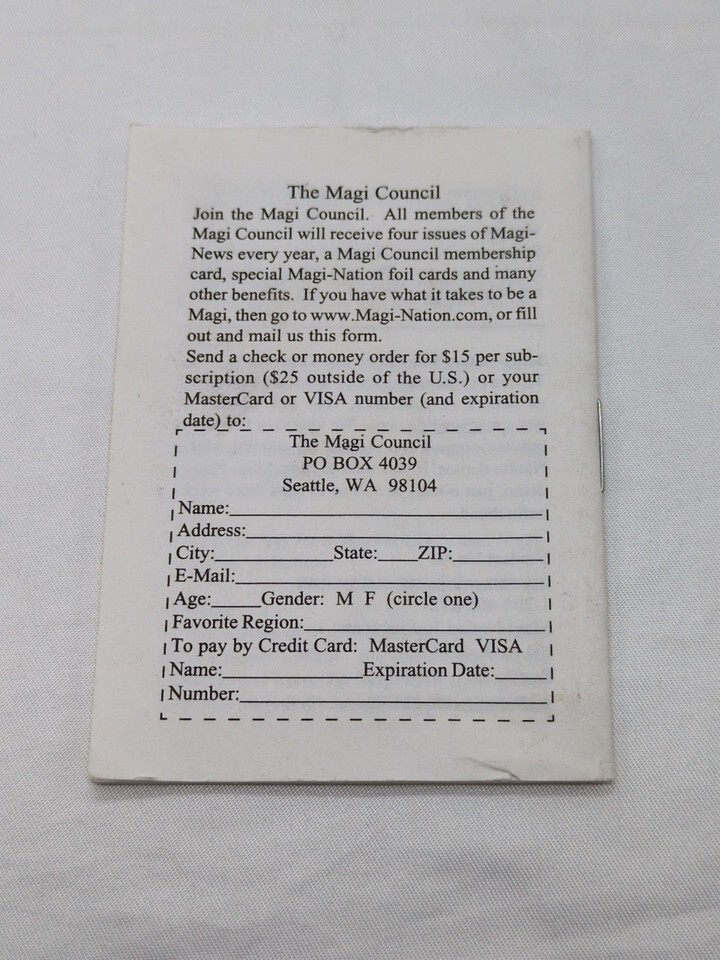 The Magi Council
Join the Magi Council. All members of the
Magi Council will receive four issues of Magi-
News every year, a Magi Council membership
card, special Magi-Nation foil cards and many
other benefits. If you have what it takes to be a
Magi, then go to www.Magi-Nation.com, or fill
out and mail us this form.
Send a check or money order for $15 per sub-
scription ($25 outside of the U.S.) or your
MasterCard or VISA number (and expiration
date) to:
The Magi Council
PO BOX 4039
Seattle, WA 98104
Name:
Address:
City: State: ZIP:
E-Mail:
Age: Gender: M F (circle one)
Favorite Region:
To pay by Credit Card: MasterCard VISA
Name: Expiration Date:
Number: